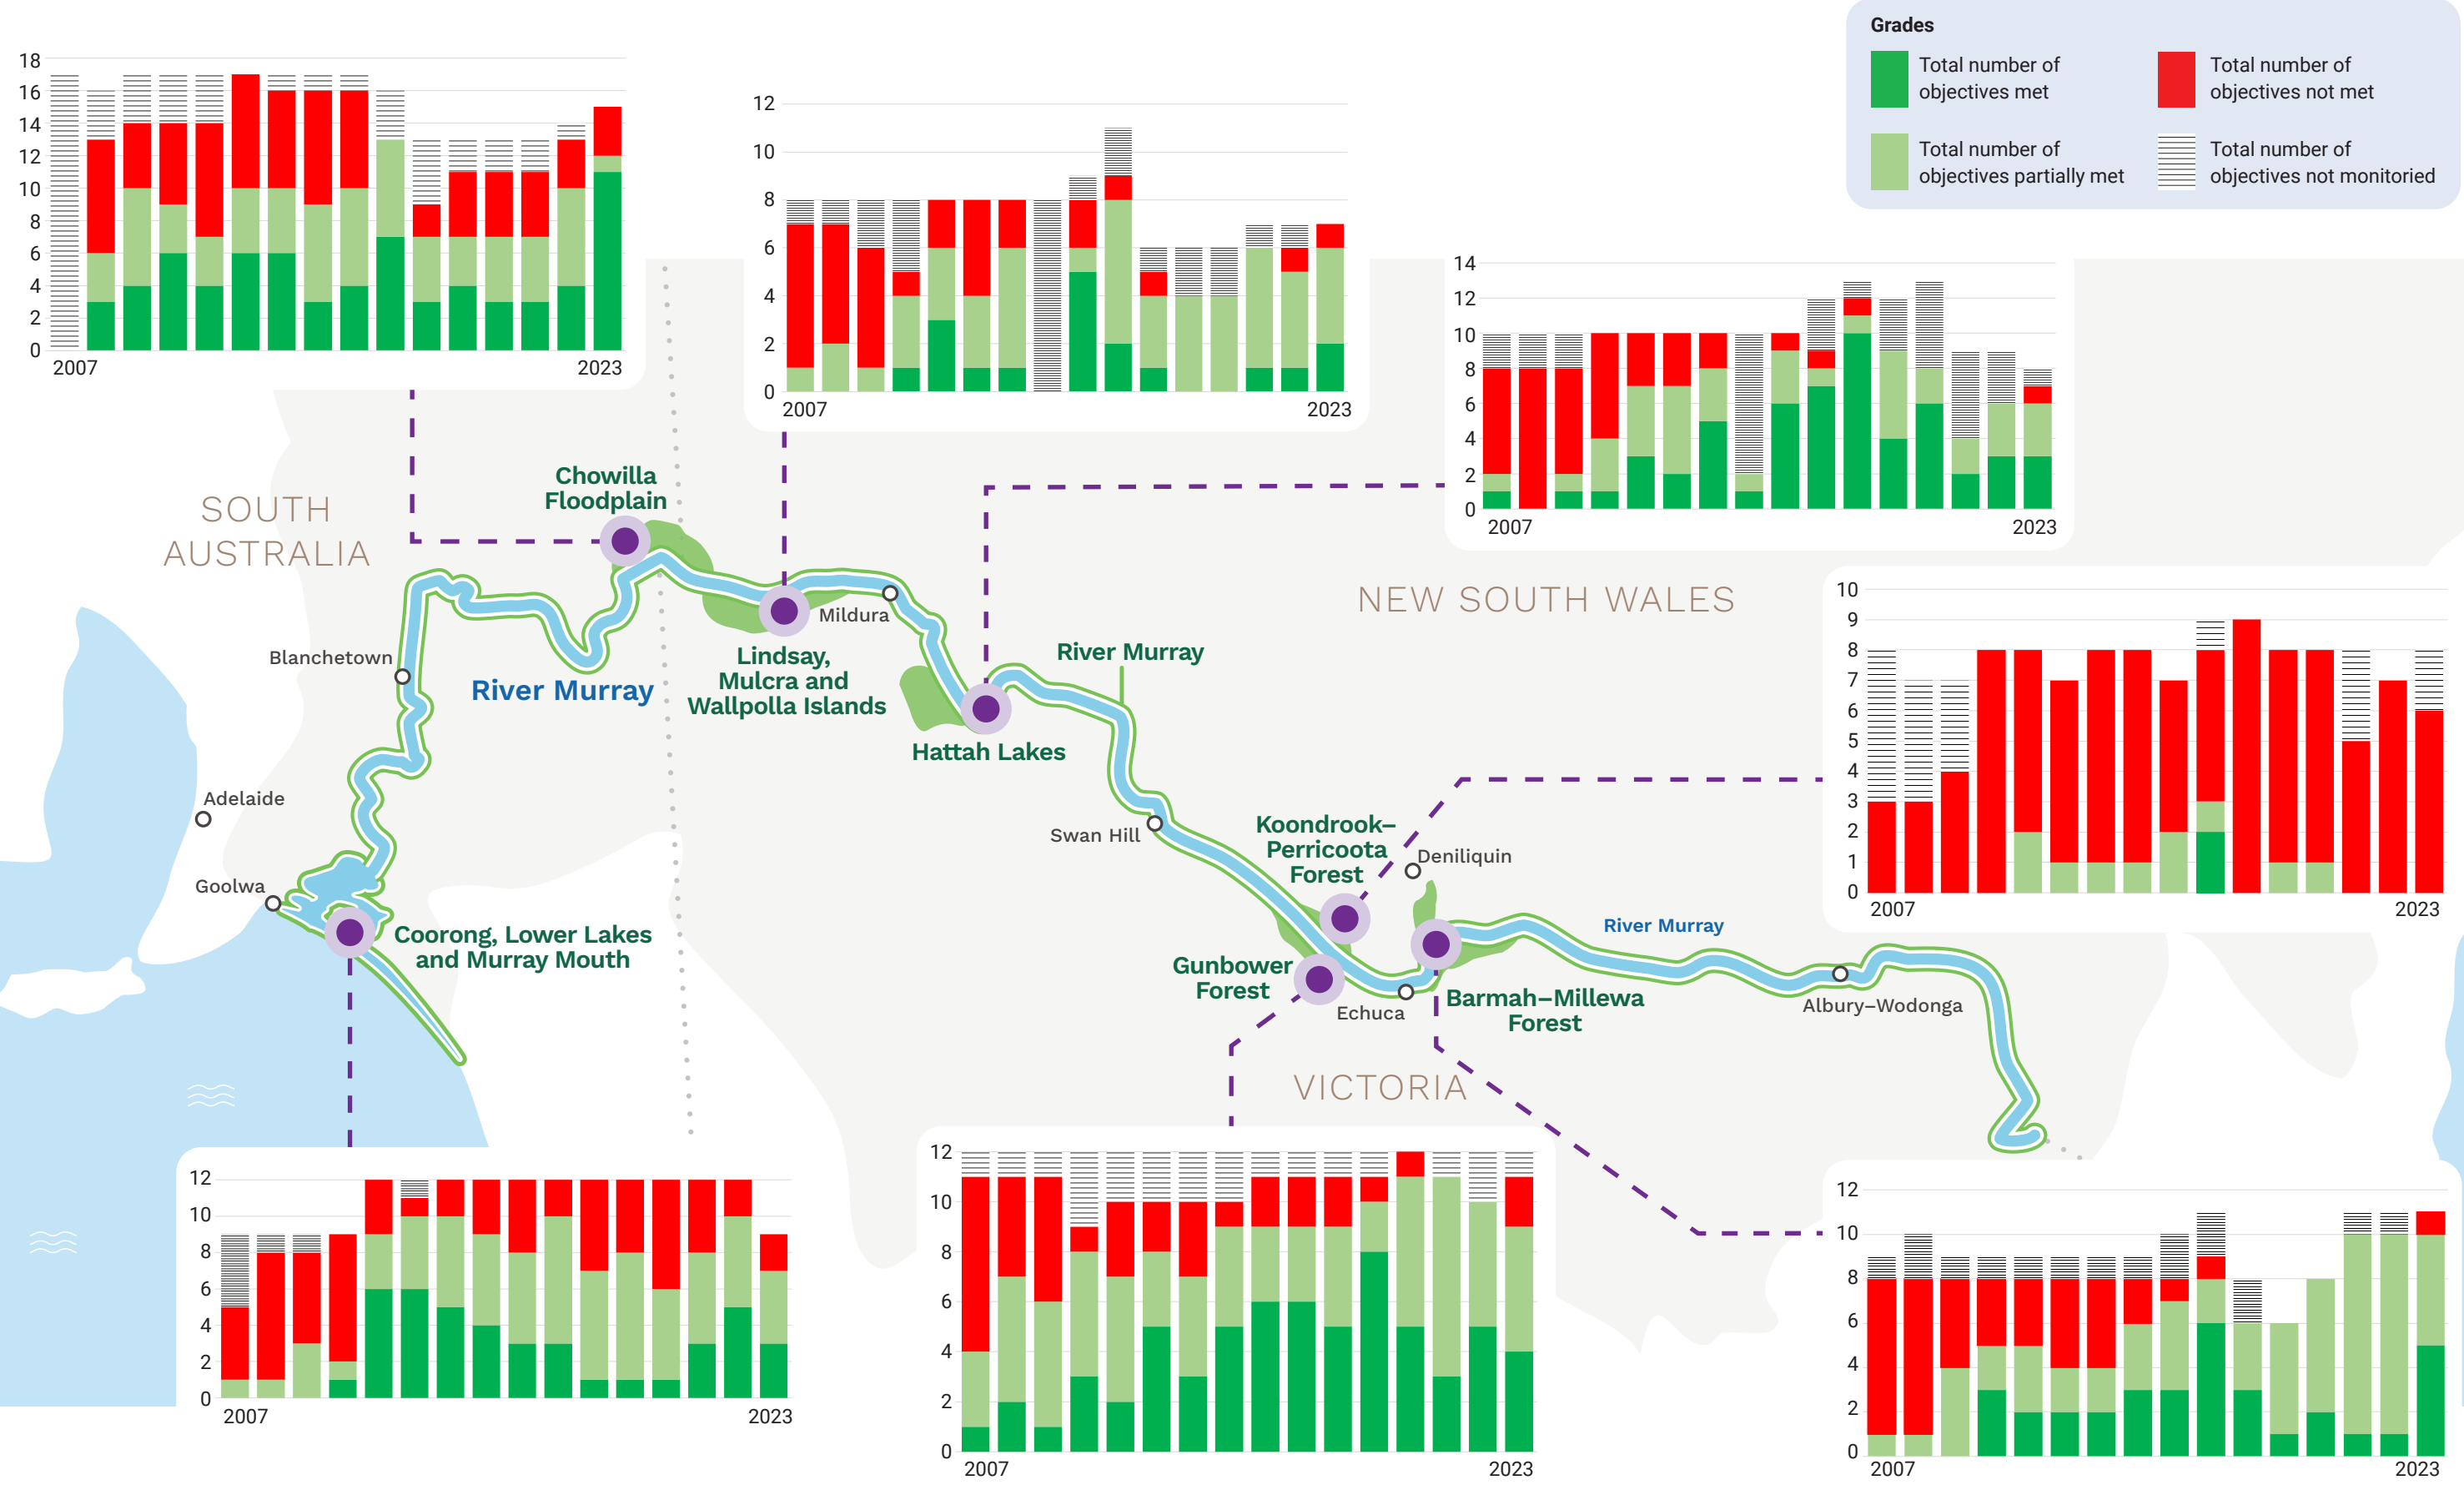 Grades
Total number of
objectives met
Total number of
objectives not met
Total number of
objectives partially met
Total number of
objectives not monitoried
18
16
14
12
10
8
6
4
2
0
2007
2023
12
10
8
6
4
2
0
2007
2023
14
12
10
8
6
4
2
0
2007
2023
Chowilla
Floodplain
SOUTH
AUSTRALIA
NEW SOUTH WALES
Mildura
Blanchetown
River Murray
Lindsay,
Mulcra and
Wallpolla Islands
River Murray
Hattah Lakes
10
9
8
7
6
5
4
3
2
1
0
2007
2023
Adelaide
Swan Hill
Koondrook–
Perricoota
Forest
Deniliquin
Goolwa
Coorong, Lower Lakes
and Murray Mouth
River Murray
Gunbower
Forest
Echuca
Barmah–Millewa
Forest
Albury–Wodonga
VICTORIA
12
10
8
6
4
2
0
2007
2023
12
10
8
6
4
2
0
2007
2023
12
10
8
6
4
2
0
2007
2023